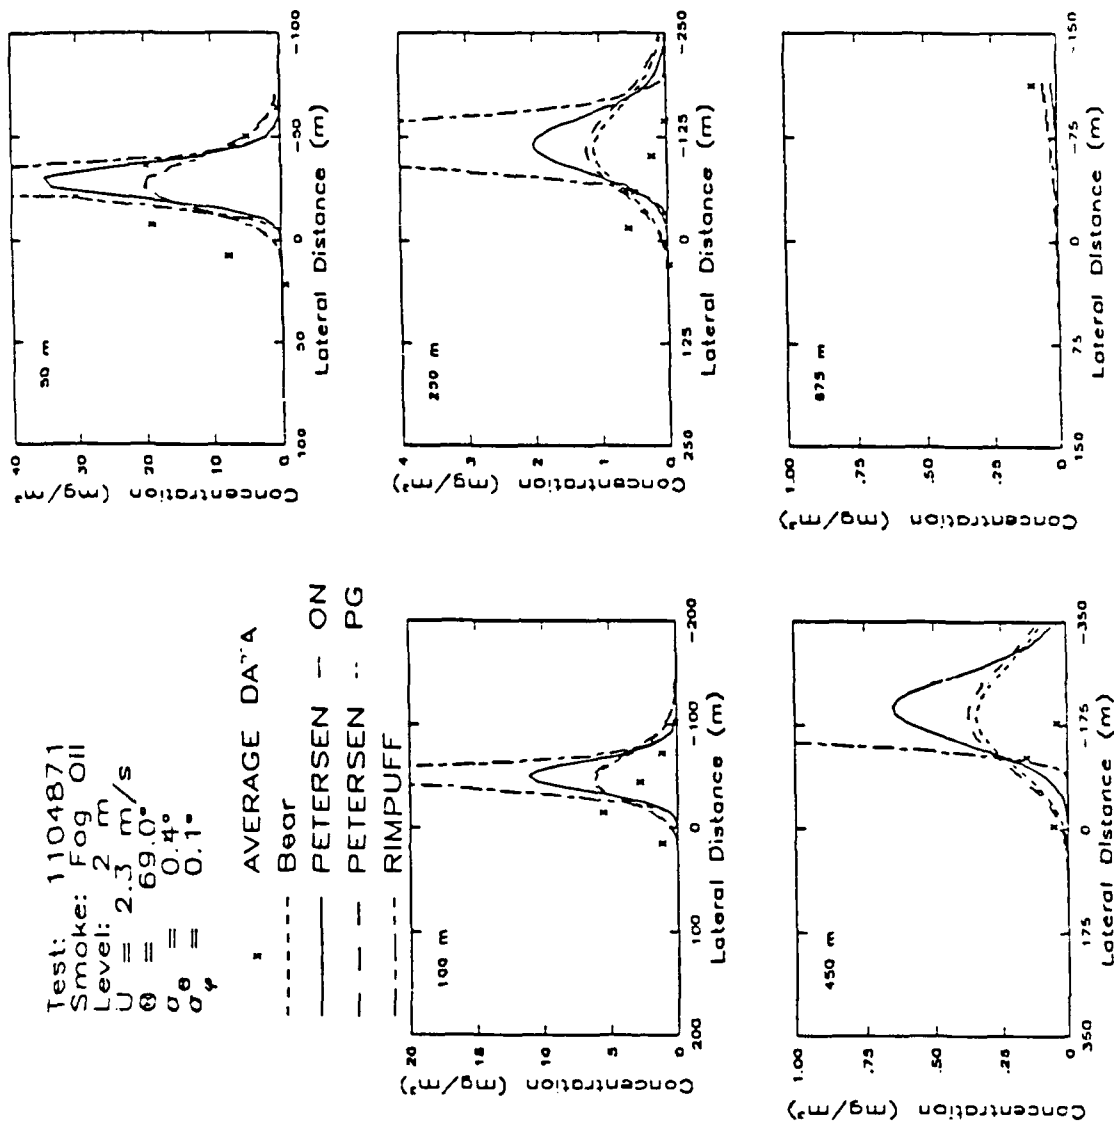 Test: 1104871
Smoke: Fog Oil
Level: 2 m
U = 2.3 m/s
Θ = 69.0°
σθ = 0.4°
σφ = 0.1°
× AVERAGE DATA
Bear
PETERSEN - ON
PETERSEN -- PG
RIMPUFF
50 m
Concentration (mg/m³)
40
30
20
10
0
100
50
0
-50
-100
Lateral Distance (m)
100 m
Concentration (mg/m³)
20
15
10
5
0
200
100
0
-100
-200
Lateral Distance (m)
250 m
Concentration (mg/m³)
4
3
2
1
0
250
125
0
-125
-250
Lateral Distance (m)
450 m
Concentration (mg/m³)
1.00
.75
.50
.25
0
350
175
0
-175
-350
Lateral Distance (m)
675 m
Concentration (mg/m³)
1.00
.75
.50
.25
0
150
75
0
-75
-150
Lateral Distance (m)